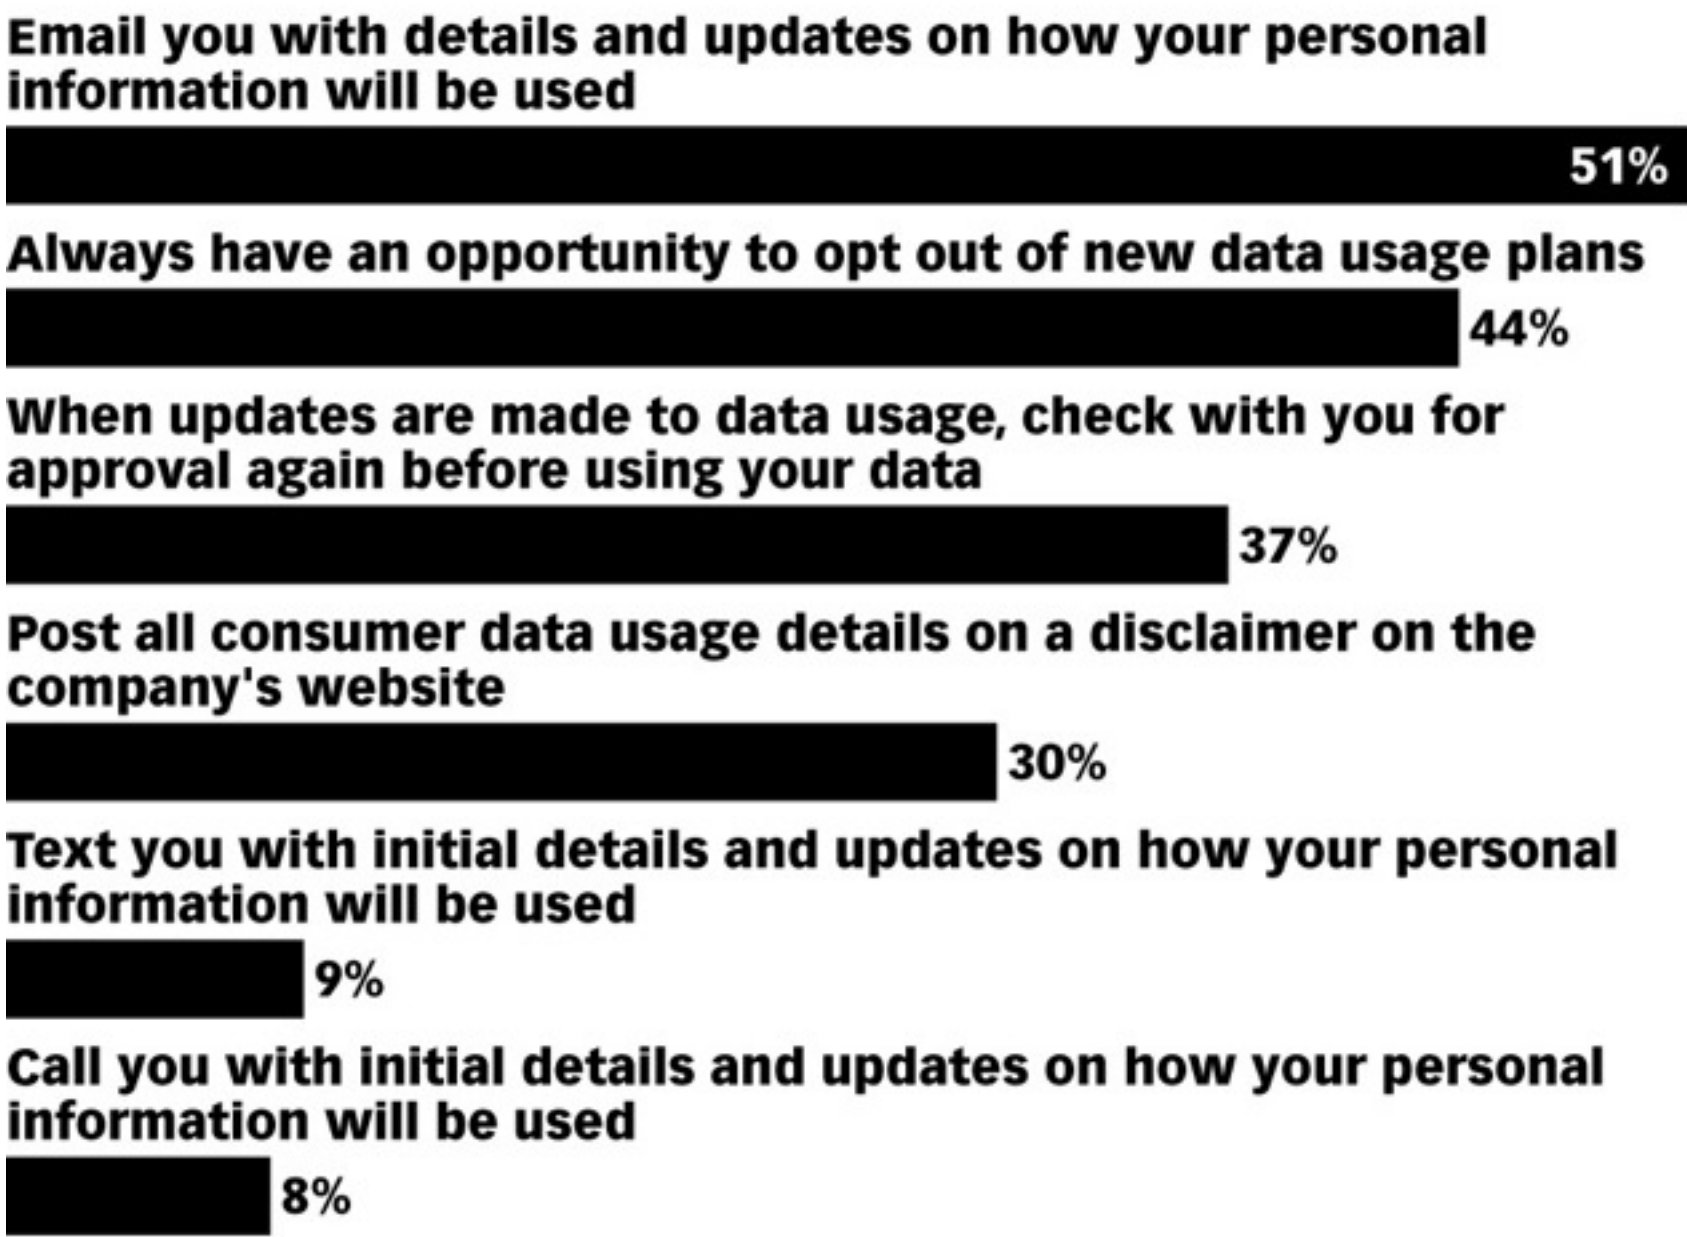 Email you with details and updates on how your personal
information will be used
51%
Always have an opportunity to opt out of new data usage plans
44%
When updates are made to data usage, check with you for
approval again before using your data
37%
Post all consumer data usage details on a disclaimer on the
company's website
30%
Text you with initial details and updates on how your personal
information will be used
9%
Call you with initial details and updates on how your personal
information will be used
8%